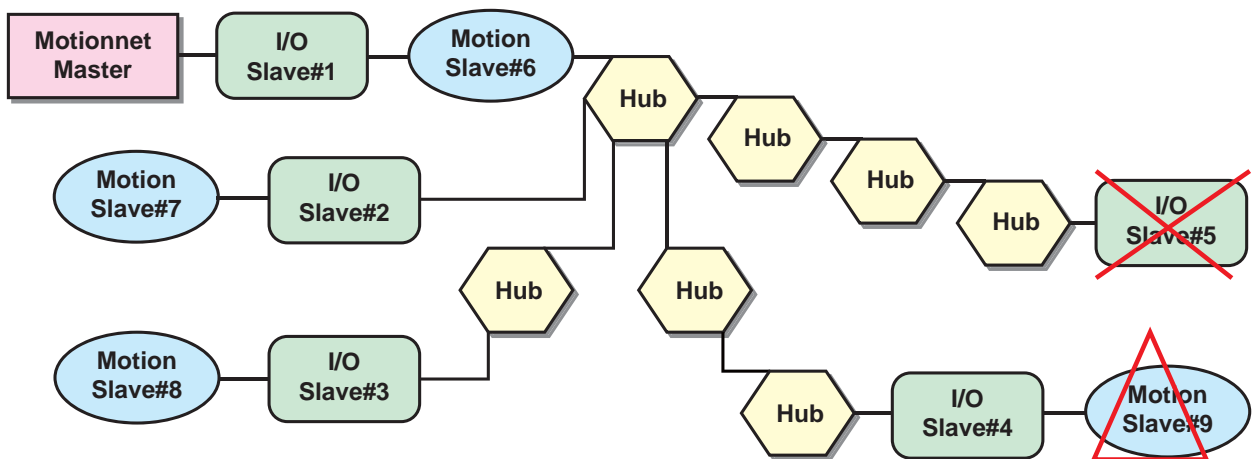 Motionnet
Master
I/O
Slave#1
Motion
Slave#6
Hub
Hub
Hub
Hub
I/O
Slave#5
Motion
Slave#7
I/O
Slave#2
Hub
Hub
Motion
Slave#8
I/O
Slave#3
Hub
I/O
Slave#4
Motion
Slave#9